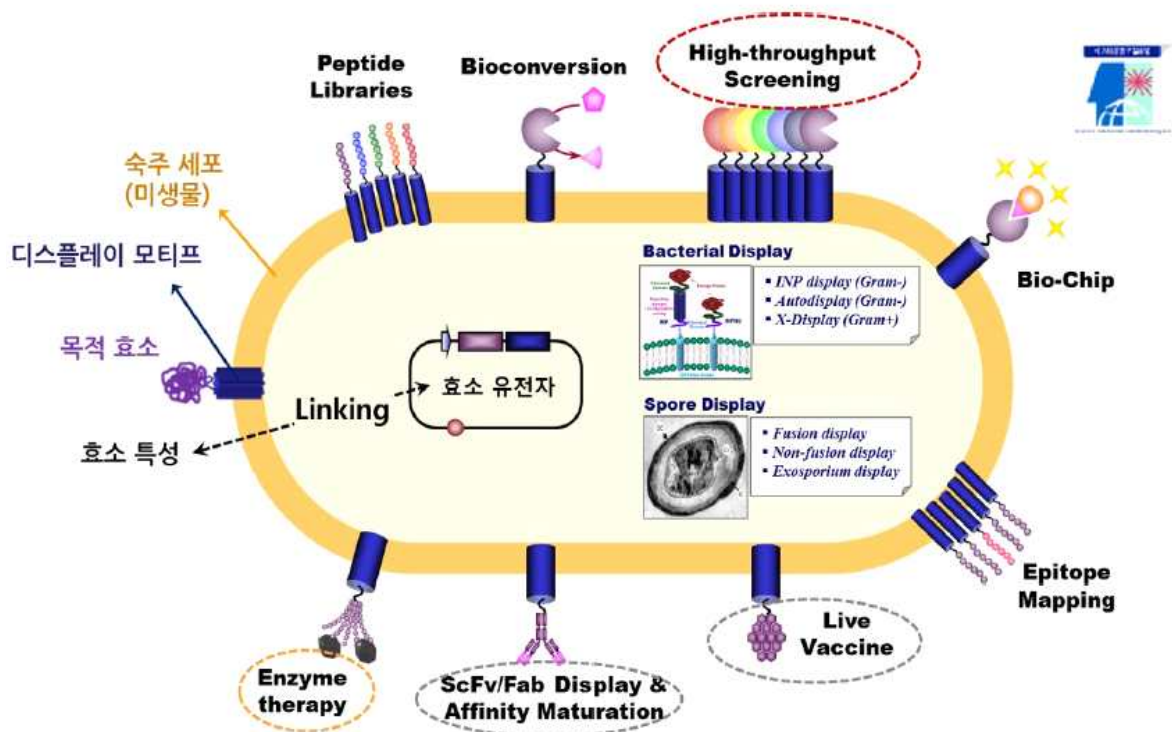 Peptide
Libraries
Bioconversion
High-throughput
Screening
숙주 세포
(미생물)
디스플레이 모티프
목적 효소
Bio-Chip
Bacterial Display
▪ INP display (Gram-)
▪ Autodisplay (Gram-)
▪ X-Display (Gram+)
효소 유전자
Linking
효소 특성
Spore Display
▪ Fusion display
▪ Non-fusion display
▪ Exosporium display
Epitope
Mapping
Enzyme
therapy
ScFv/Fab Display &
Affinity Maturation
Live
Vaccine